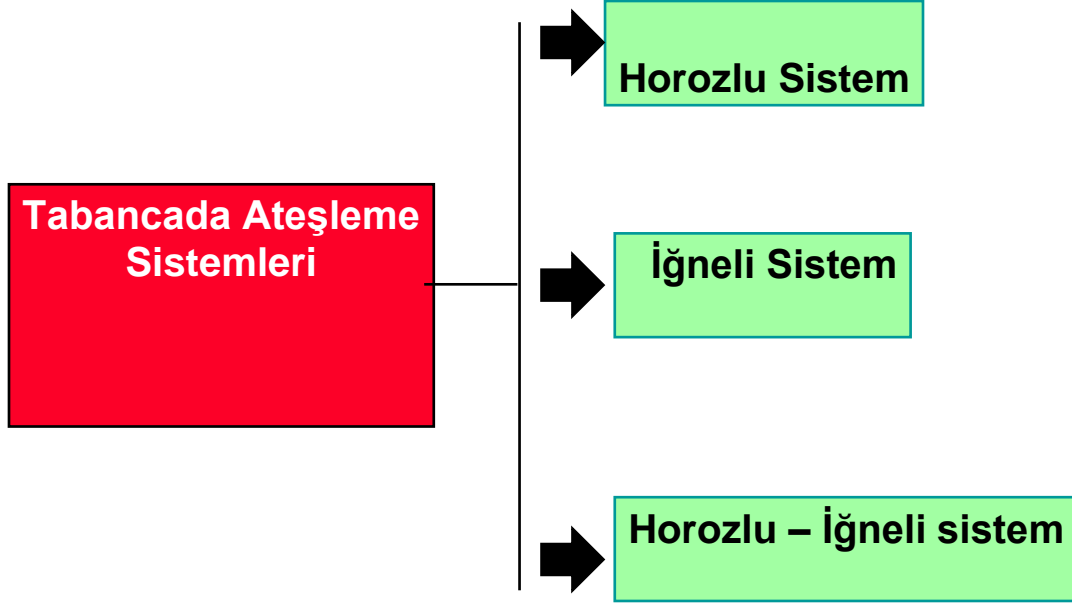 Horozlu Sistem
Tabancada Ateşleme
Sistemleri
İğneli Sistem
Horozlu – İğneli sistem